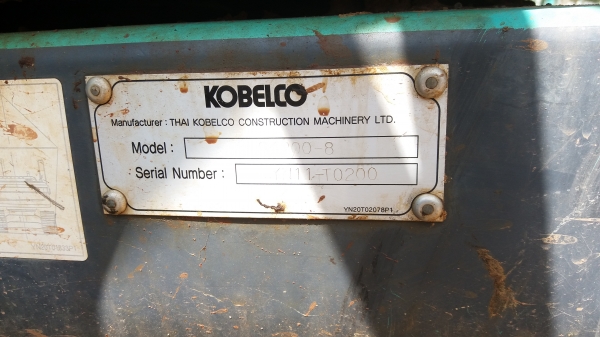 KOBELCO
Manufacturer : THAI KOBELCO CONSTRUCTION MACHINERY LTD.
Model :
Serial Number :
YN20T02078P1